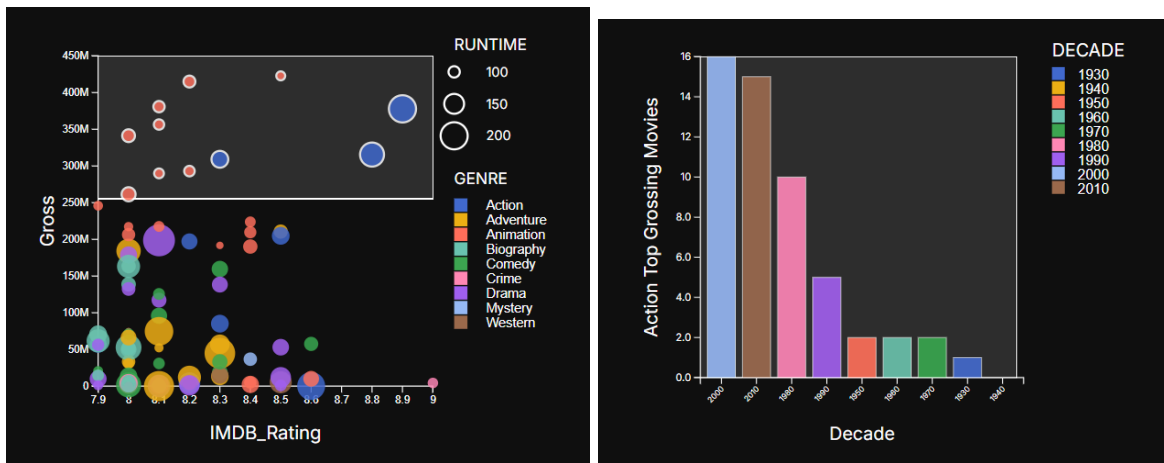 RUNTIME
100
150
200
GENRE
Action
Adventure
Animation
Biography
Comedy
Crime
Drama
Mystery
Western
Gross
450M
400M
350M
300M
250M
200M
150M
100M
50M
0
7.9 8 8.1 8.2 8.3 8.4 8.5 8.6 8.7 8.8 8.9 9
IMDB_Rating
DECADE
1930
1940
1950
1960
1970
1980
1990
2000
2010
Action Top Grossing Movies
16
14
12
10
8.0
6.0
4.0
2.0
0.0
2000 2010 1980 1990 1950 1960 1970 1930 1940
Decade